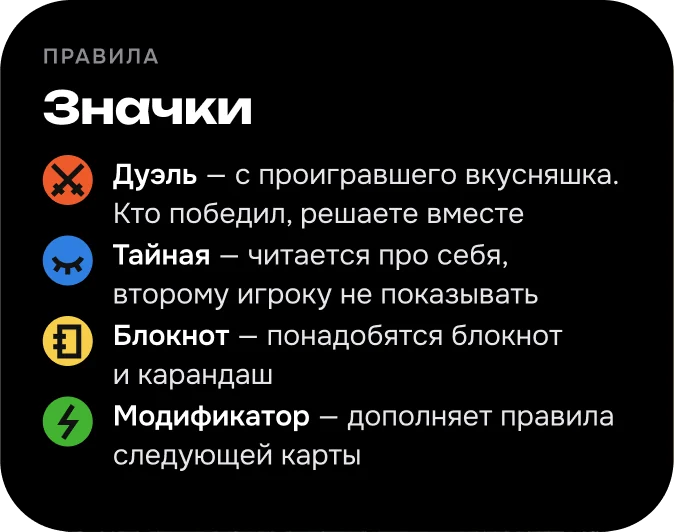 ПРАВИЛА
Значки
Дуэль — с проигравшего вкусняшка.
Кто победил, решаете вместе
Тайная — читается про себя,
второму игроку не показывать
Блокнот — понадобятся блокнот
и карандаш
Модификатор — дополняет правила
следующей карты